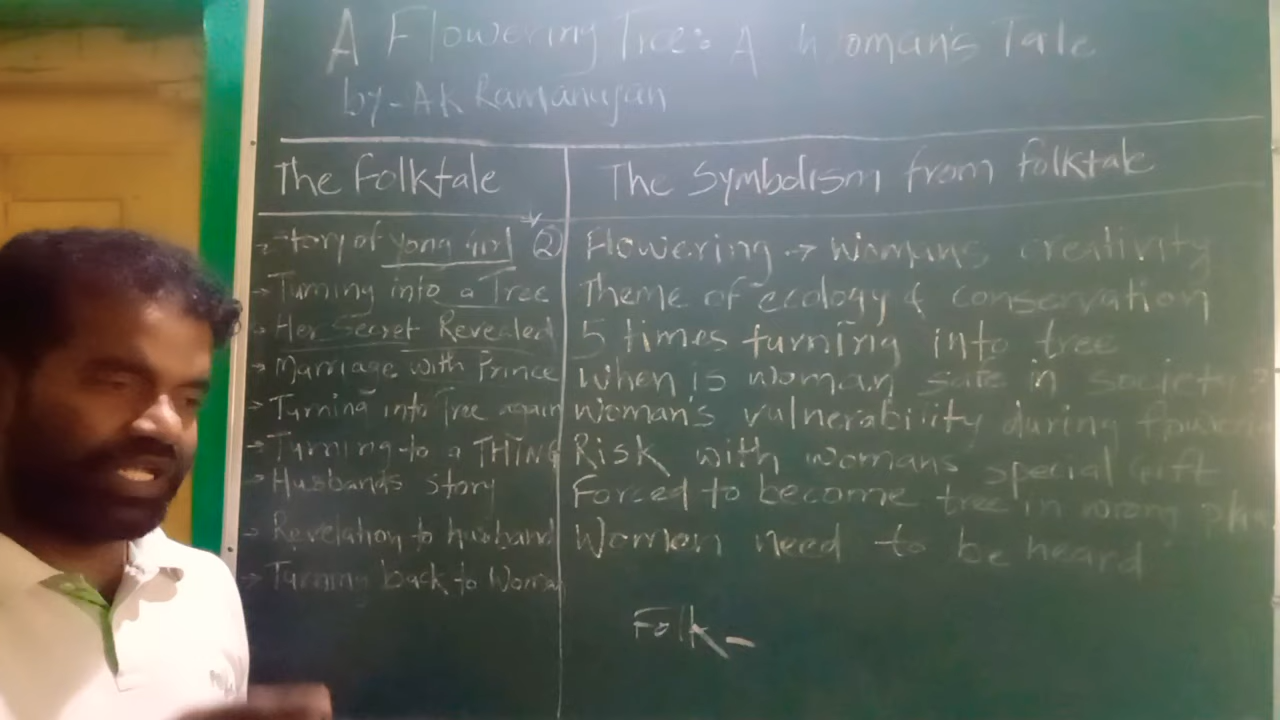 A Flowering Tree: A Woman's Tale
by - AK Ramanujan
The Folktale
Story of Yong Girl ②
Turning into a Tree
Her Secret Revealed
Marriage with Prince
Turning into Tree again
Turning to a THING
Husbands story
Revelation to husband
Turning back to Woman
The Symbolism from folktale
Flowering → womans creativity
Theme of ecology & conservation
5 times turning into tree
When is woman safe in society?
Woman's vulnerability during
Risk with womans special Gift
Forced to become tree in wrong
Women need to be heard
Folk -